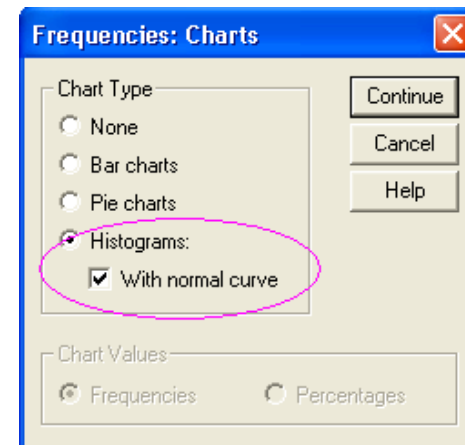 Frequencies: Charts
Chart Type
None
Bar charts
Pie charts
Histograms:
With normal curve
Continue
Cancel
Help
Chart Values
Frequencies Percentages